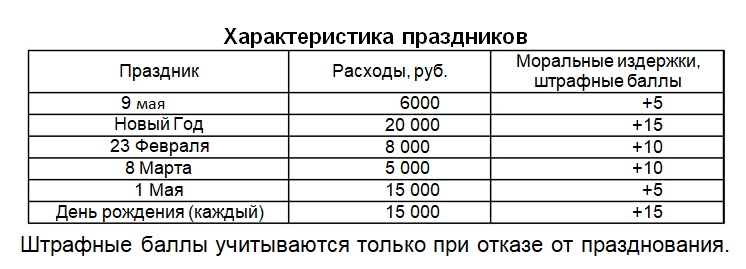 Характеристика праздников
Праздник Расходы, руб. Моральные издержки, штрафные баллы
9 мая 6000 +5
Новый Год 20 000 +15
23 Февраля 8 000 +10
8 Марта 5 000 +10
1 Мая 15 000 +5
День рождения (каждый) 15 000 +15
Штрафные баллы учитываются только при отказе от празднования.